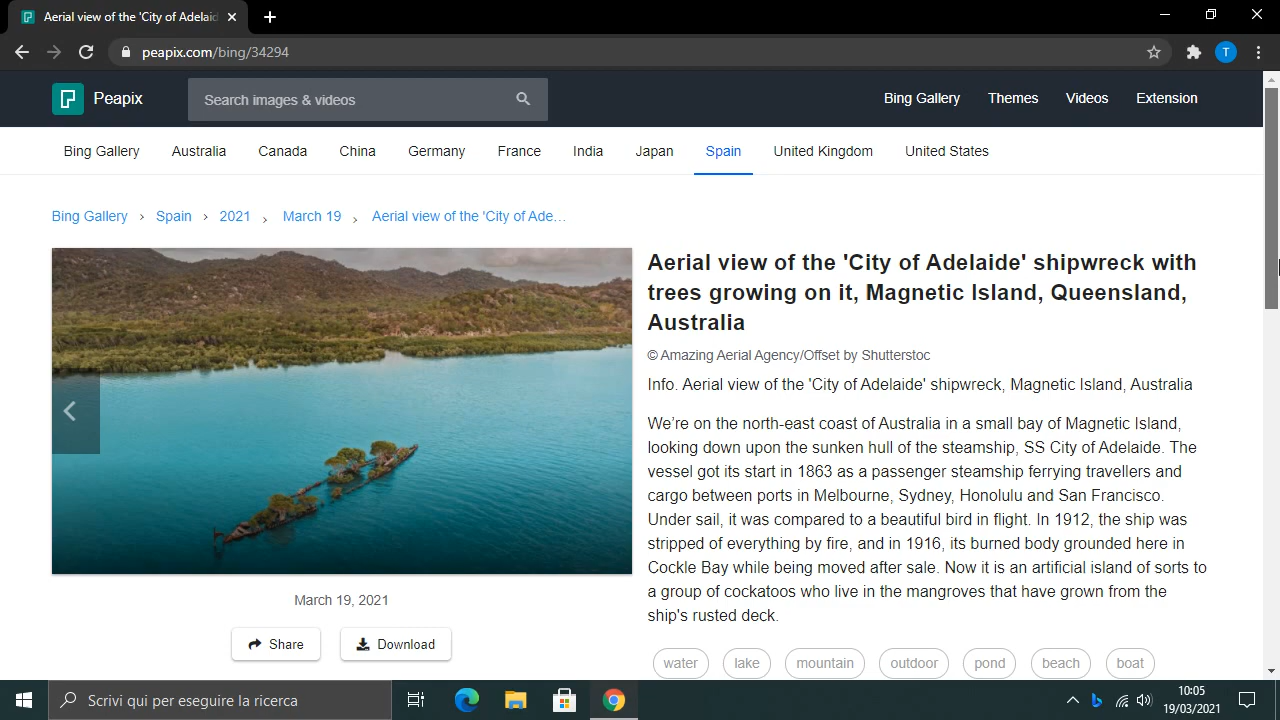 Aerial view of the 'City of Adelaid
peapix.com/bing/34294
T
Peapix
Search images & videos
Bing Gallery Themes Videos Extension
Bing Gallery Australia Canada China Germany France India Japan Spain United Kingdom United States
Bing Gallery › Spain › 2021 › March 19 › Aerial view of the 'City of Ade…
Aerial view of the 'City of Adelaide' shipwreck with
trees growing on it, Magnetic Island, Queensland,
Australia
© Amazing Aerial Agency/Offset by Shutterstoc
Info. Aerial view of the 'City of Adelaide' shipwreck, Magnetic Island, Australia
We’re on the north-east coast of Australia in a small bay of Magnetic Island,
looking down upon the sunken hull of the steamship, SS City of Adelaide. The
vessel got its start in 1863 as a passenger steamship ferrying travellers and
cargo between ports in Melbourne, Sydney, Honolulu and San Francisco.
Under sail, it was compared to a beautiful bird in flight. In 1912, the ship was
stripped of everything by fire, and in 1916, its burned body grounded here in
Cockle Bay while being moved after sale. Now it is an artificial island of sorts to
a group of cockatoos who live in the mangroves that have grown from the
ship's rusted deck.
March 19, 2021
Share Download
water lake mountain outdoor pond beach boat
Scrivi qui per eseguire la ricerca
10:05
19/03/2021